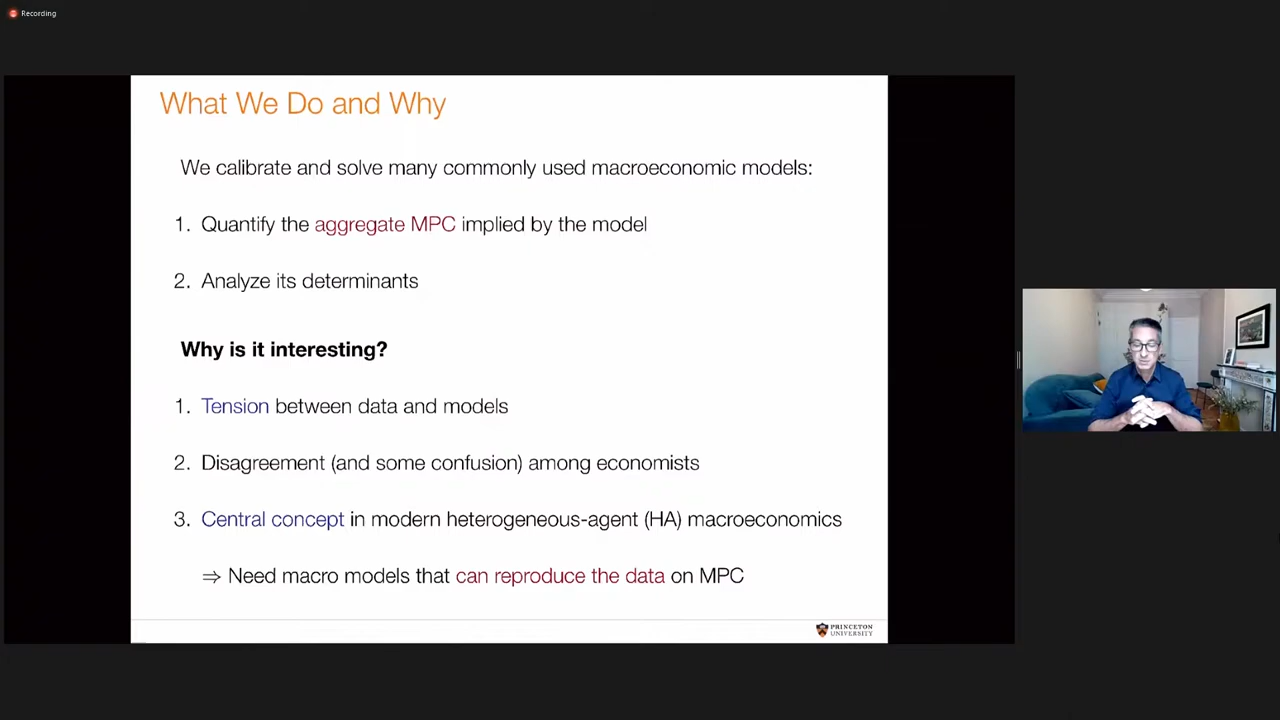 Recording
What We Do and Why
We calibrate and solve many commonly used macroeconomic models:
1. Quantify the aggregate MPC implied by the model
2. Analyze its determinants
Why is it interesting?
1. Tension between data and models
2. Disagreement (and some confusion) among economists
3. Central concept in modern heterogeneous-agent (HA) macroeconomics
⇒ Need macro models that can reproduce the data on MPC
PRINCETON
UNIVERSITY